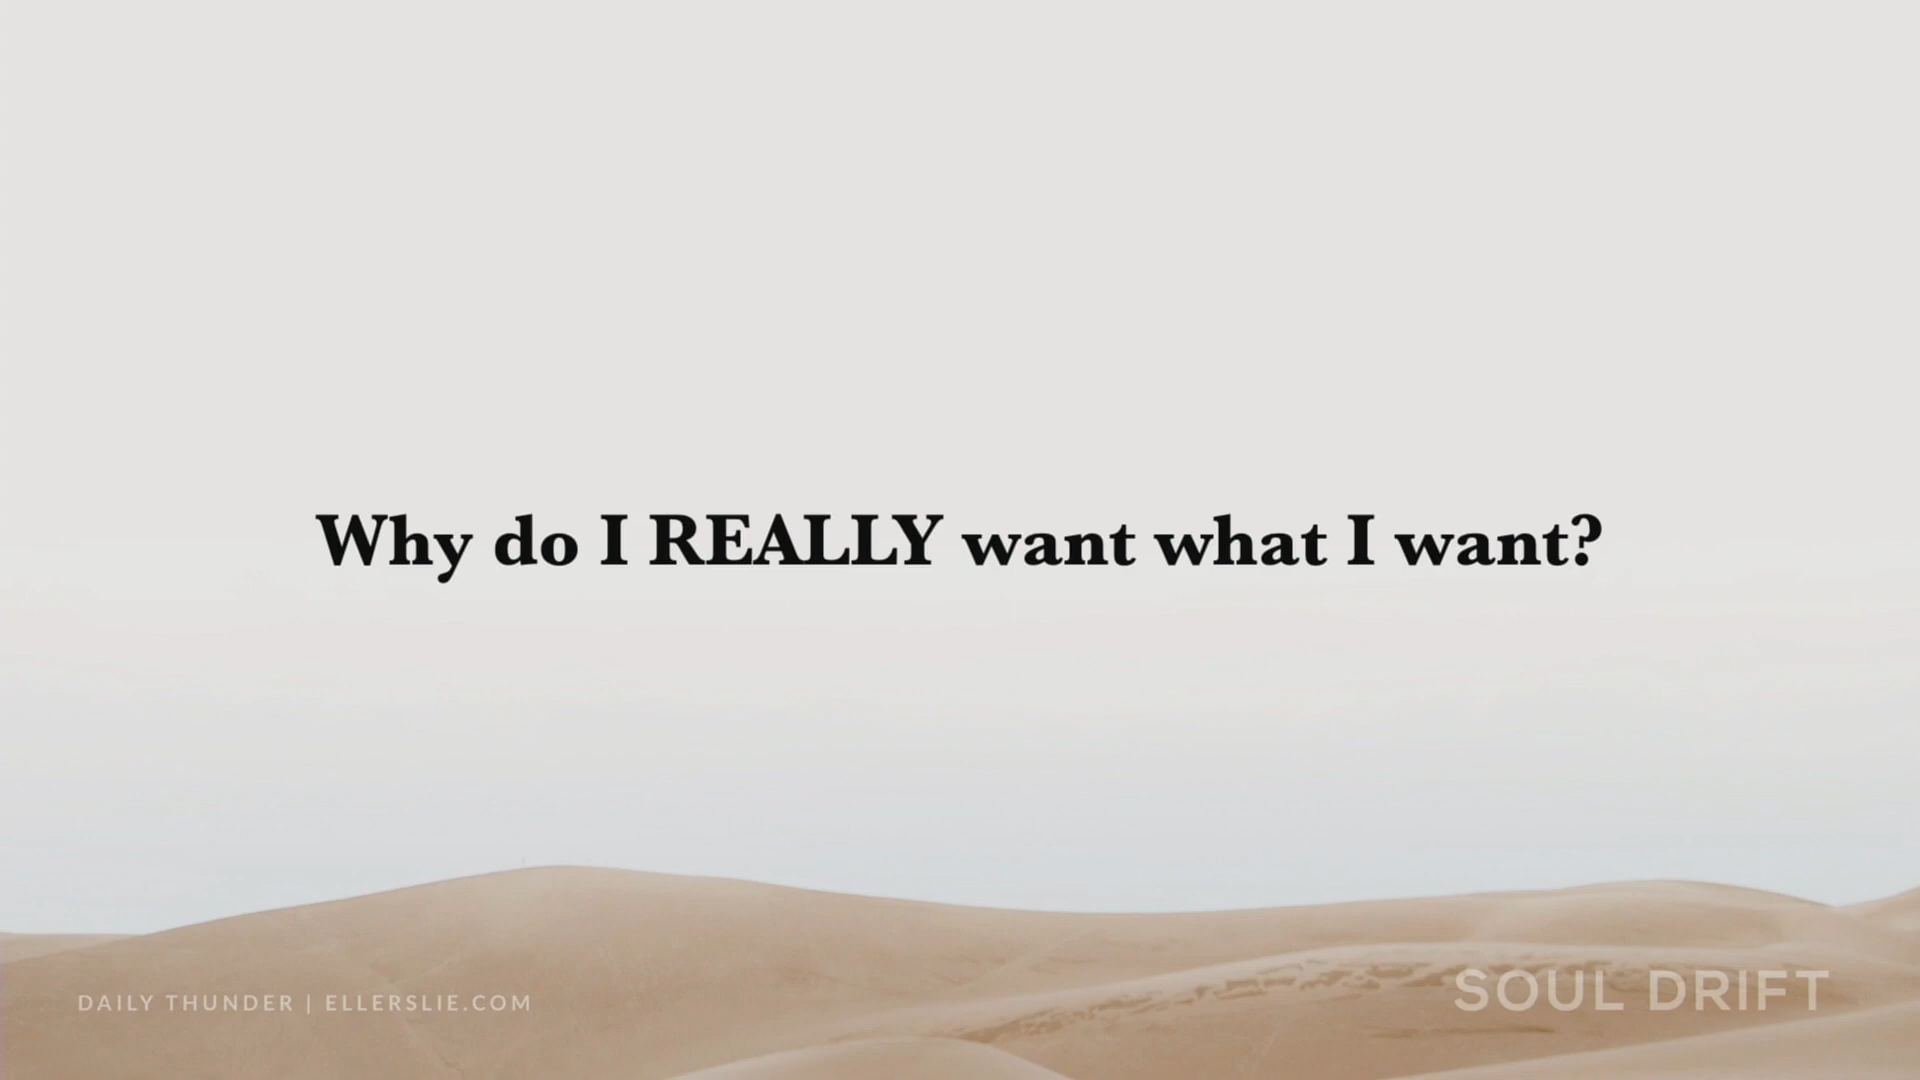 Why do I REALLY want what I want?
DAILY THUNDER | ELLERSLIE.COM
SOUL DRIFT